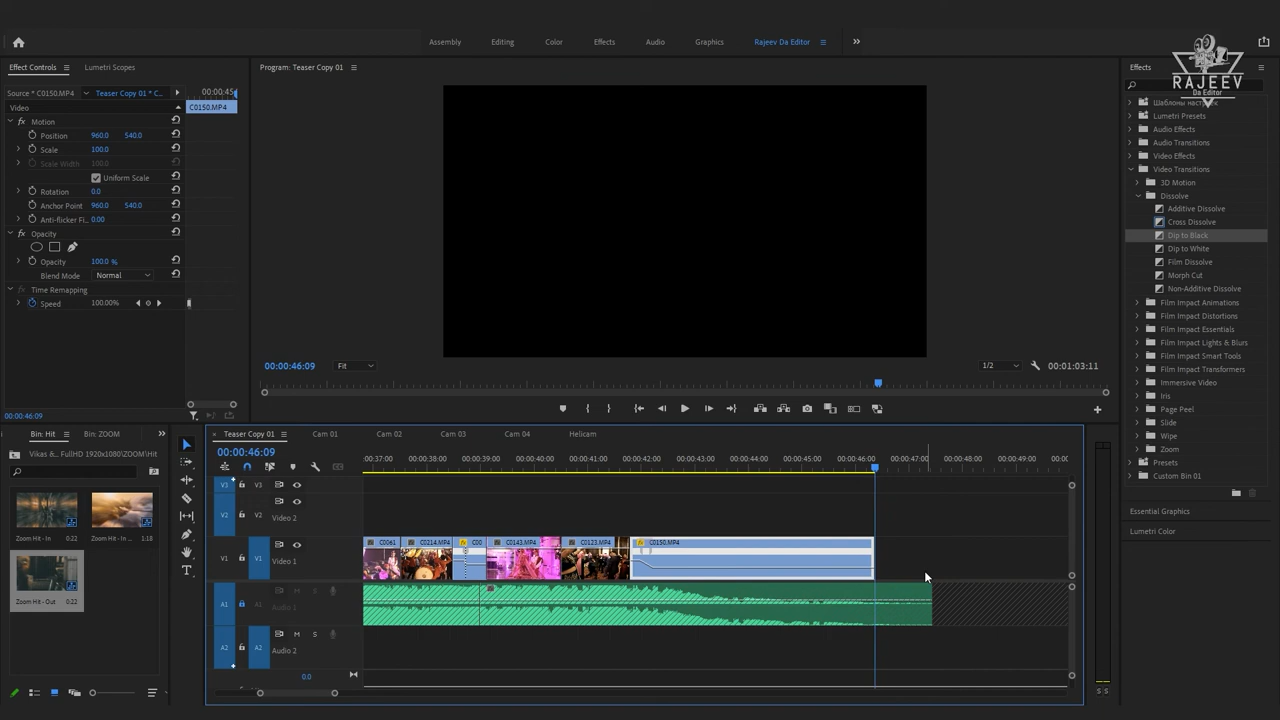 Assembly
Editing
Color
Effects
Audio
Graphics
Rajeev Da Editor
RAJEEV
Da Editor
Effect Controls
Lumetri Scopes
Source * C0150.MP4
Teaser Copy 01 * C...
00:00:45
Video
C0150.MP4
Motion
Position 960.0 540.0
Scale 100.0
Scale Width 100.0
Uniform Scale
Rotation 0.0
Anchor Point 960.0 540.0
Anti-flicker Fi... 0.00
Opacity
Opacity 100.0 %
Blend Mode Normal
Time Remapping
Speed 100.00%
00:00:46:09
Program: Teaser Copy 01
00:00:46:09
Fit
1/2
00:01:03:11
Effects
Lumetri Presets
Audio Effects
Audio Transitions
Video Effects
Video Transitions
3D Motion
Dissolve
Additive Dissolve
Cross Dissolve
Dip to Black
Dip to White
Film Dissolve
Morph Cut
Non-Additive Dissolve
Film Impact Animations
Film Impact Distortions
Film Impact Essentials
Film Impact Lights & Blurs
Film Impact Smart Tools
Film Impact Transformers
Immersive Video
Iris
Page Peel
Slide
Wipe
Zoom
Presets
Custom Bin 01
Essential Graphics
Lumetri Color
Bin: Hit
Bin: ZOOM
Vikas &... FullHD 1920x1080\ZOOM\Hit
Zoom Hit - In ... 0:22
Zoom Hit - In 1:18
Zoom Hit - Out 0:22
Teaser Copy 01
Cam 01
Cam 02
Cam 03
Cam 04
Helicam
00:00:46:09
:00:37:00 00:00:38:00 00:00:39:00 00:00:40:00 00:00:41:00 00:00:42:00 00:00:43:00 00:00:44:00 00:00:45:00 00:00:46:00 00:00:47:00 00:00:48:00 00:00:49:00 00:0
V3 V3
V2 V2 Video 2
V1 V1 Video 1
C0061
C0214.MP4
C00
C0143.MP4
C0123.MP4
C0150.MP4
A1 A1 M S Audio 1
A2 A2 M S Audio 2
0.0
S S